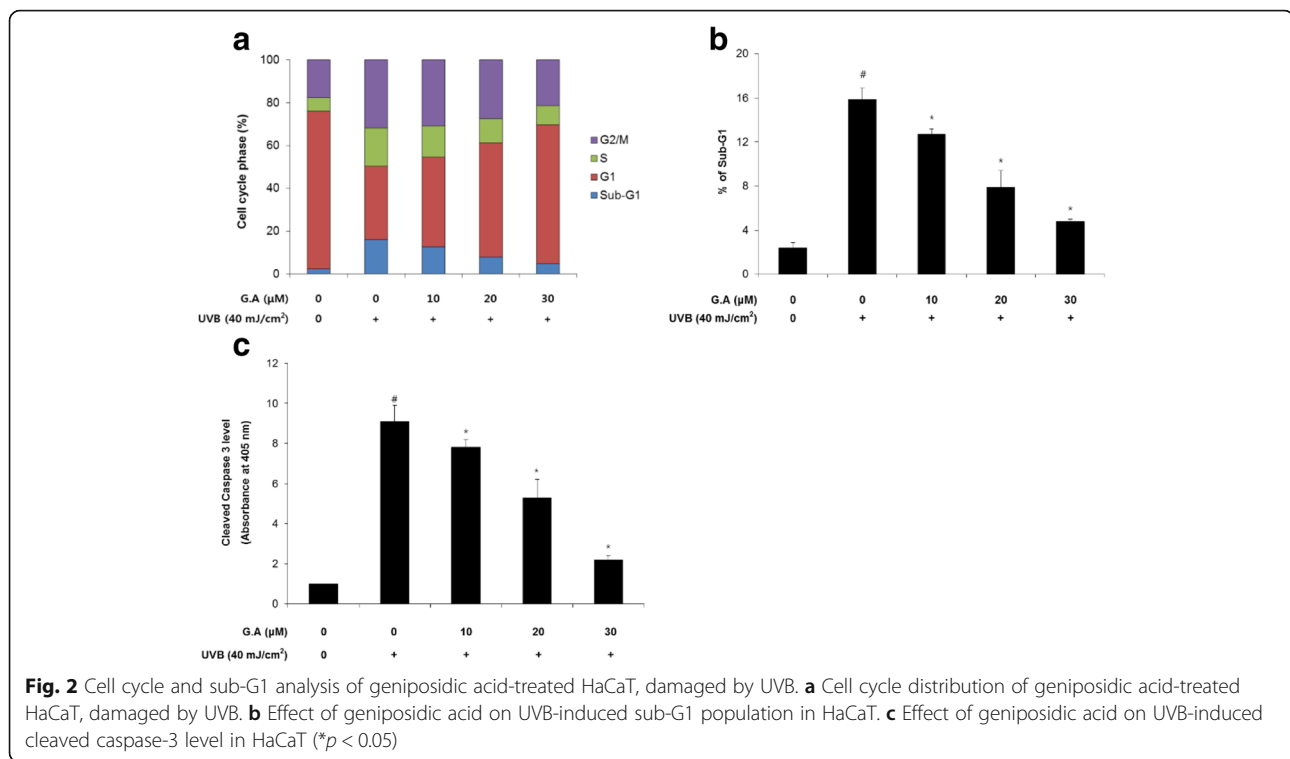 a
100
80
60
40
20
0
Cell cycle phase (%)
G2/M
S
G1
Sub-G1
G.A (μM) 0 0 10 20 30
UVB (40 mJ/cm²) 0 + + + +
b
20
16
12
8
4
0
% of Sub-G1
# * * *
G.A (μM) 0 0 10 20 30
UVB (40 mJ/cm²) 0 + + + +
c
12
10
8
6
4
2
0
Cleaved Caspase 3 level
(Absorbance at 405 nm)
# * * *
G.A (μM) 0 0 10 20 30
UVB (40 mJ/cm²) 0 + + + +
Fig. 2 Cell cycle and sub-G1 analysis of geniposidic acid-treated HaCaT, damaged by UVB. a Cell cycle distribution of geniposidic acid-treated
HaCaT, damaged by UVB. b Effect of geniposidic acid on UVB-induced sub-G1 population in HaCaT. c Effect of geniposidic acid on UVB-induced
cleaved caspase-3 level in HaCaT (*p < 0.05)